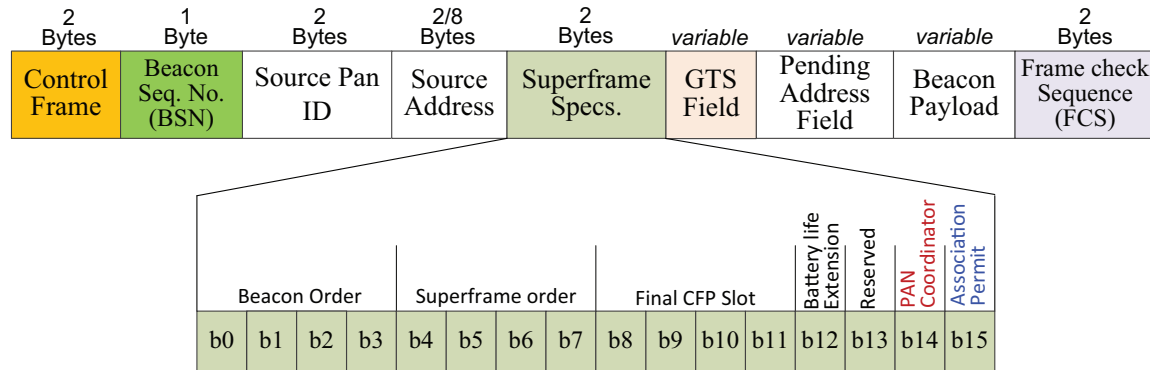 2
Bytes
1
Byte
2
Bytes
2/8
Bytes
2
Bytes
variable
variable
variable
2
Bytes
Control
Frame
Beacon
Seq. No.
(BSN)
Source Pan
ID
Source
Address
Superframe
Specs.
GTS
Field
Pending
Address
Field
Beacon
Payload
Frame check
Sequence
(FCS)
Beacon Order
Superframe order
Final CFP Slot
Battery life
Extension
Reserved
PAN
Coordinator
Association
Permit
b0 b1 b2 b3 b4 b5 b6 b7 b8 b9 b10 b11 b12 b13 b14 b15